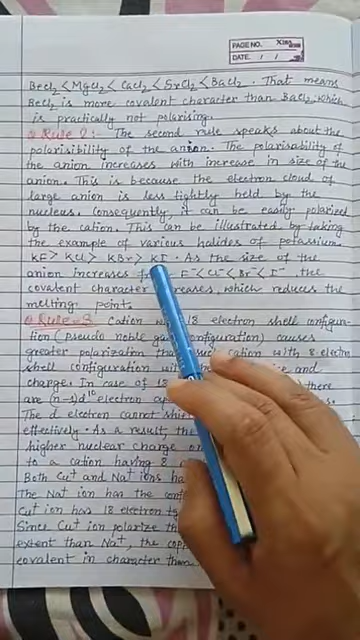 PAGE NO.
DATE. / /
BeCl₂ < MgCl₂ < CaCl₂ < SrCl₂ < BaCl₂. That means
BeCl₂ is more covalent character than BaCl₂ which
is practically not polarising.
Rule 2:- The second rule speaks about the
polarisibility of the anion. The polarisability of
the anion increases with increase in size of the
anion. This is because the electron cloud of
large anion is less tightly held by the
nucleus. Consequently, it can be easily polarized
by the cation. This can be illustrated by taking
the example of various halides of potassium.
KF > KCl > KBr > KI. As the size of the
anion increases F⁻ < Cl⁻ < Br⁻ < I⁻, the
covalent character which reduces the
melting point.
Rule-3 Cation 18 electron shell configura-
tion (pseudo noble gas configuration) causes
greater polarization cation with 8 electron
shell configuration and
charge. In case of 18 there
are (n-1)d¹⁰ electron
The d electron cannot
effectively. As a result, the
higher nuclear charge on
to a cation having 8
Both Cu⁺ and Na⁺ ions
The Na⁺ ion has the
Cu⁺ ion has 18 electron
Since Cu⁺ ion polarize
extent than Na⁺, the
covalent in character than